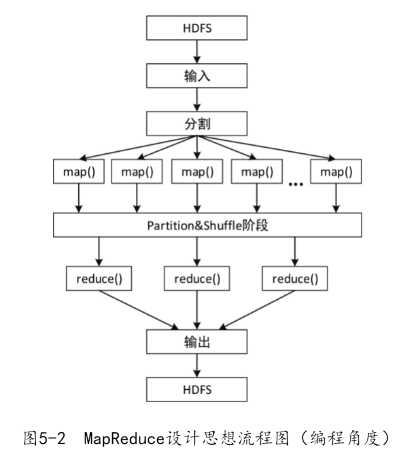 HDFS
输入
分割
map() map() map() map() ... map()
Partition&Shuffle阶段
reduce() reduce() reduce()
输出
HDFS
图5-2 MapReduce设计思想流程图（编程角度）